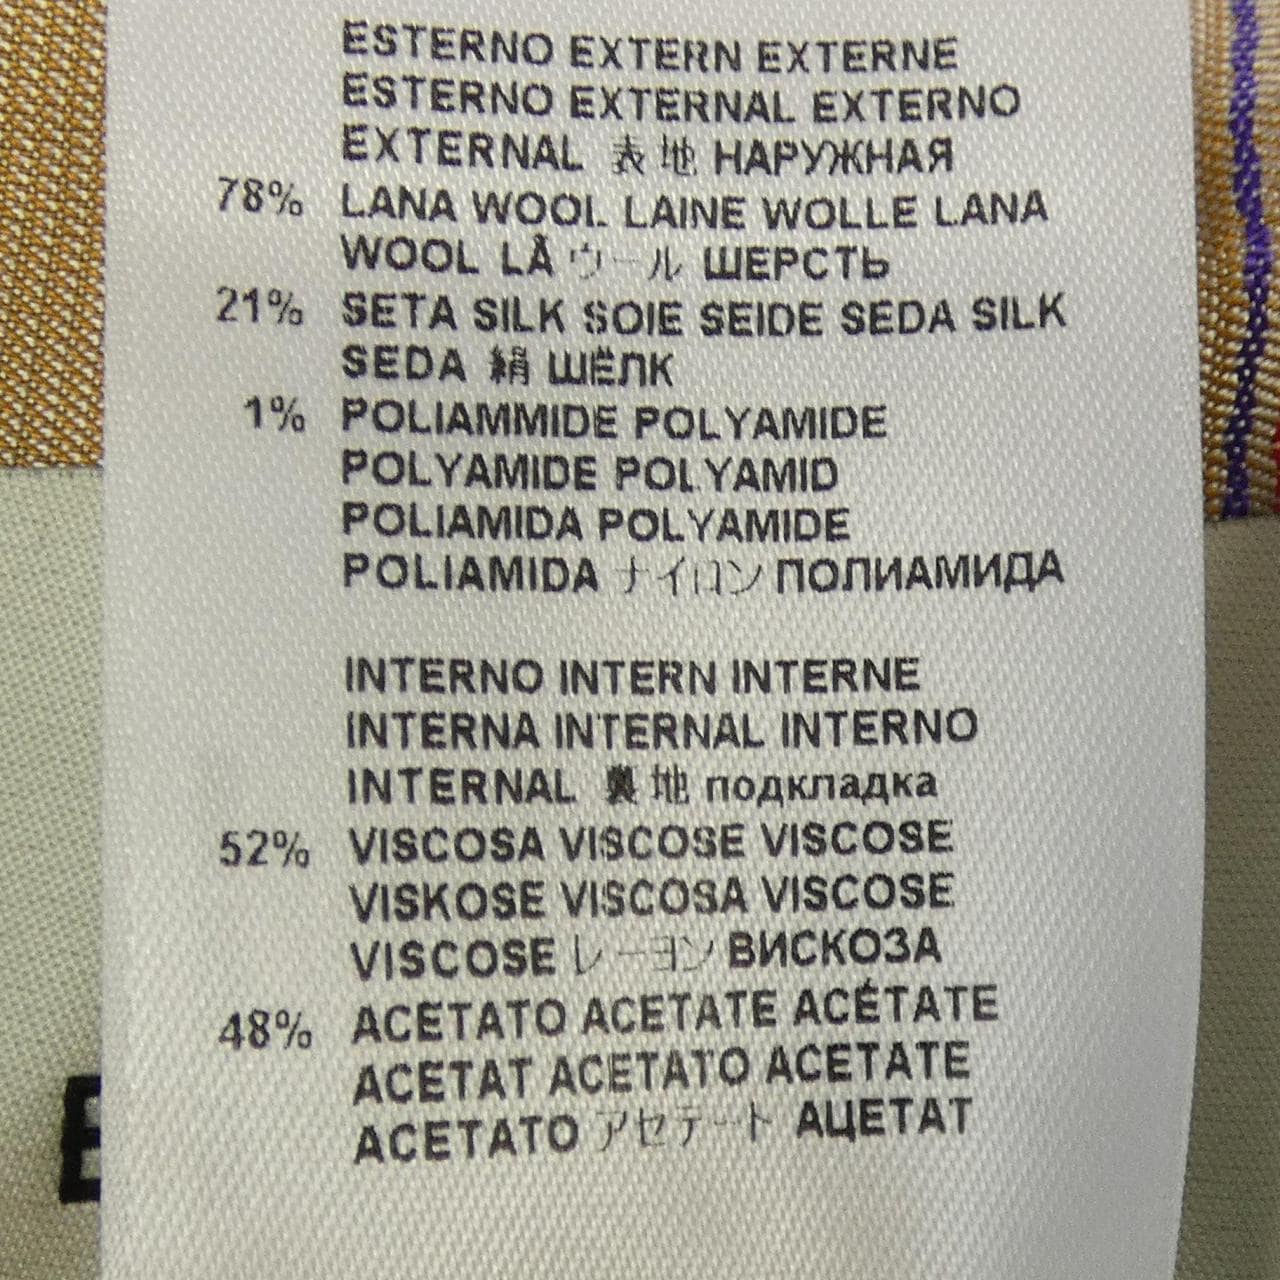 ESTERNO EXTERN EXTERNE
ESTERNO EXTERNAL EXTERNO
EXTERNAL 表地 НАРУЖНАЯ
78% LANA WOOL LAINE WOLLE LANA
WOOL LÃ ウール ШЕРСТЬ
21% SETA SILK SOIE SEIDE SEDA SILK
SEDA 絹 ШЁЛК
1% POLIAMMIDE POLYAMIDE
POLYAMIDE POLYAMID
POLIAMIDA POLYAMIDE
POLIAMIDA ナイロン ПОЛИАМИДА
INTERNO INTERN INTERNE
INTERNA INTERNAL INTERNO
INTERNAL 裏地 подкладка
52% VISCOSA VISCOSE VISCOSE
VISKOSE VISCOSA VISCOSE
VISCOSE レーヨン ВИСКОЗА
48% ACETATO ACETATE ACÉTATE
ACETAT ACETATO ACETATE
ACETATO アセテート АЦЕТАТ